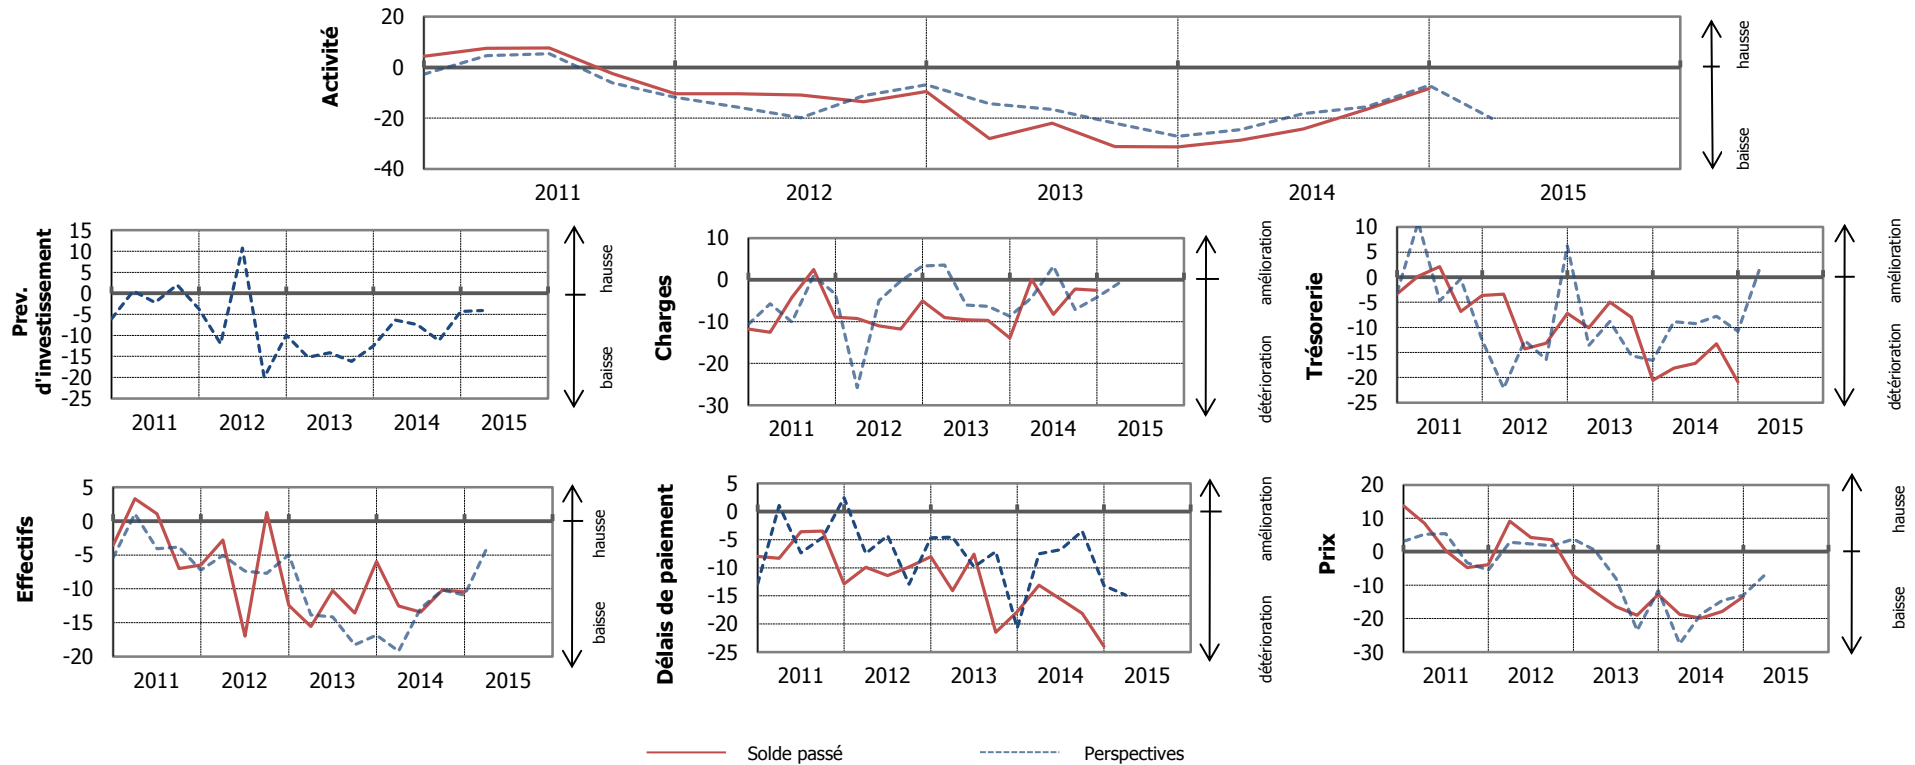 Activité
20
0
-20
-40
2011 2012 2013 2014 2015
hausse
baisse
Prev.
d'investissement
15
10
5
0
-5
-10
-15
-20
-25
2011 2012 2013 2014 2015
hausse
baisse
Charges
10
0
-10
-20
-30
2011 2012 2013 2014 2015
amélioration
détérioration
Trésorerie
10
5
0
-5
-10
-15
-20
-25
2011 2012 2013 2014 2015
amélioration
détérioration
Effectifs
5
0
-5
-10
-15
-20
2011 2012 2013 2014 2015
hausse
baisse
Délais de paiement
5
0
-5
-10
-15
-20
-25
2011 2012 2013 2014 2015
amélioration
détérioration
Prix
20
10
0
-10
-20
-30
2011 2012 2013 2014 2015
hausse
baisse
Solde passé Perspectives